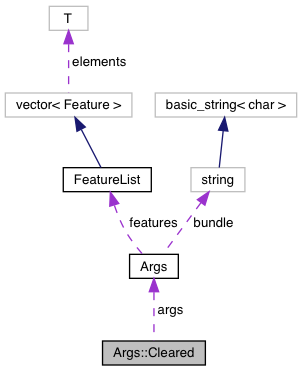 T
elements
vector< Feature >
basic_string< char >
FeatureList
string
features
bundle
Args
args
Args::Cleared